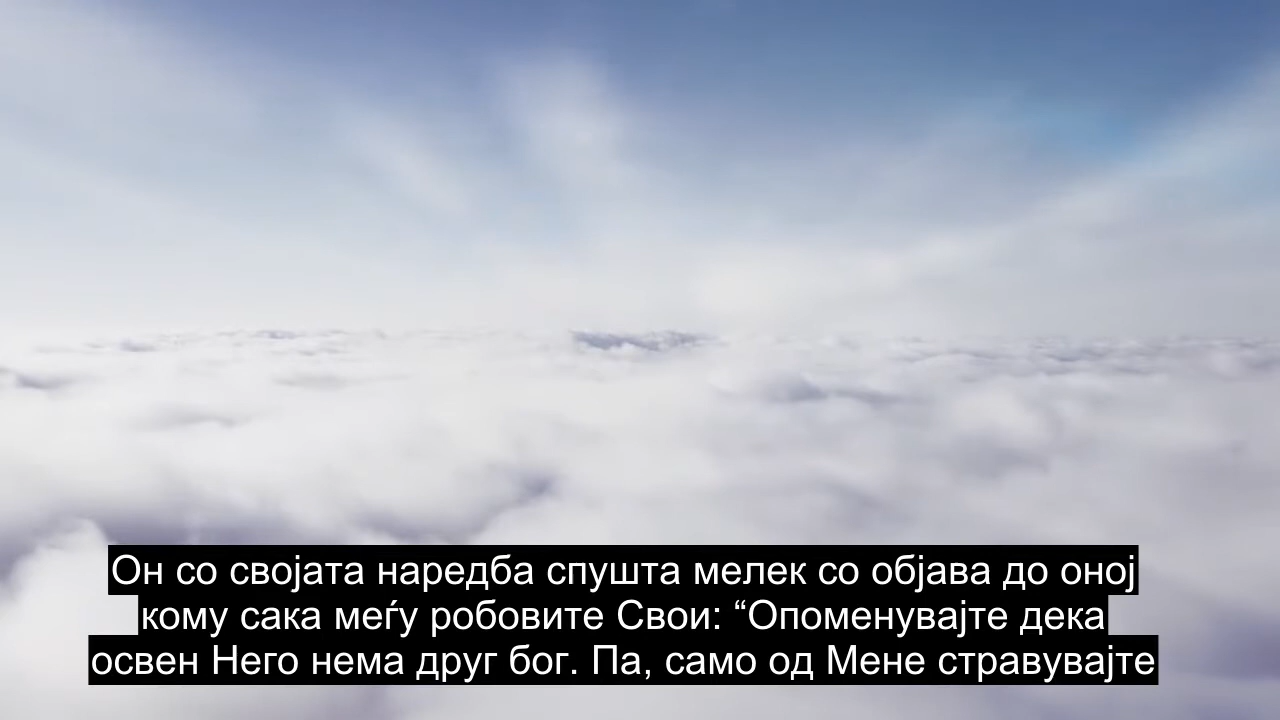 Он со својата наредба спушта мелек со објава до оној
кому сака меѓу робовите Свои: “Опоменувајте дека
освен Него нема друг бог. Па, само од Мене стравувајте